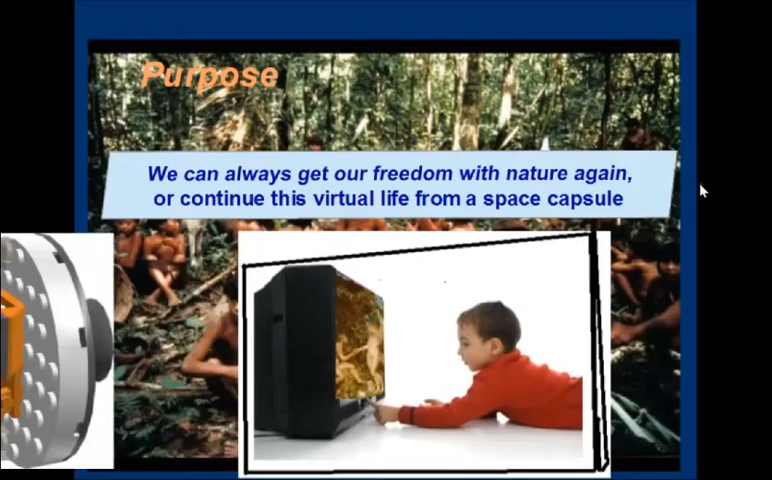 Purpose
We can always get our freedom with nature again,
or continue this virtual life from a space capsule